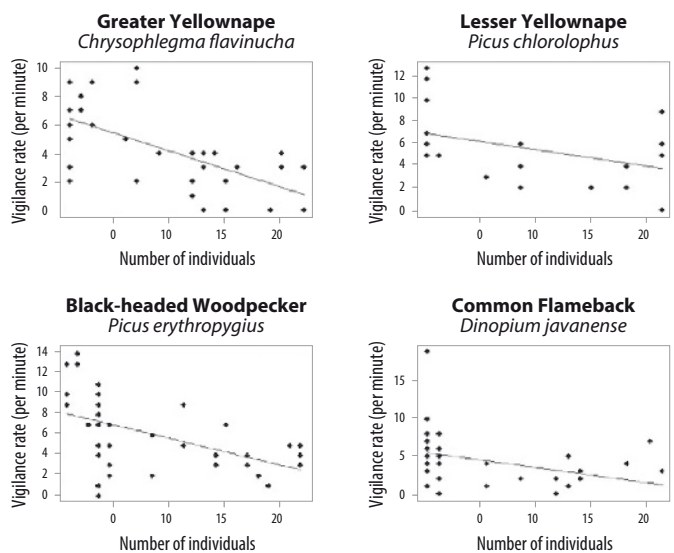 Greater Yellownape
Chrysophlegma flavinucha
Vigilance rate (per minute)
10
8
6
4
2
0
0 10 15 20
Number of individuals
Lesser Yellownape
Picus chlorolophus
Vigilance rate (per minute)
12
10
8
6
4
2
0
0 10 15 20
Number of individuals
Black-headed Woodpecker
Picus erythropygius
Vigilance rate (per minute)
14
12
10
8
6
4
2
0
0 10 15 20
Number of individuals
Common Flameback
Dinopium javanense
Vigilance rate (per minute)
15
10
5
0
0 10 15 20
Number of individuals